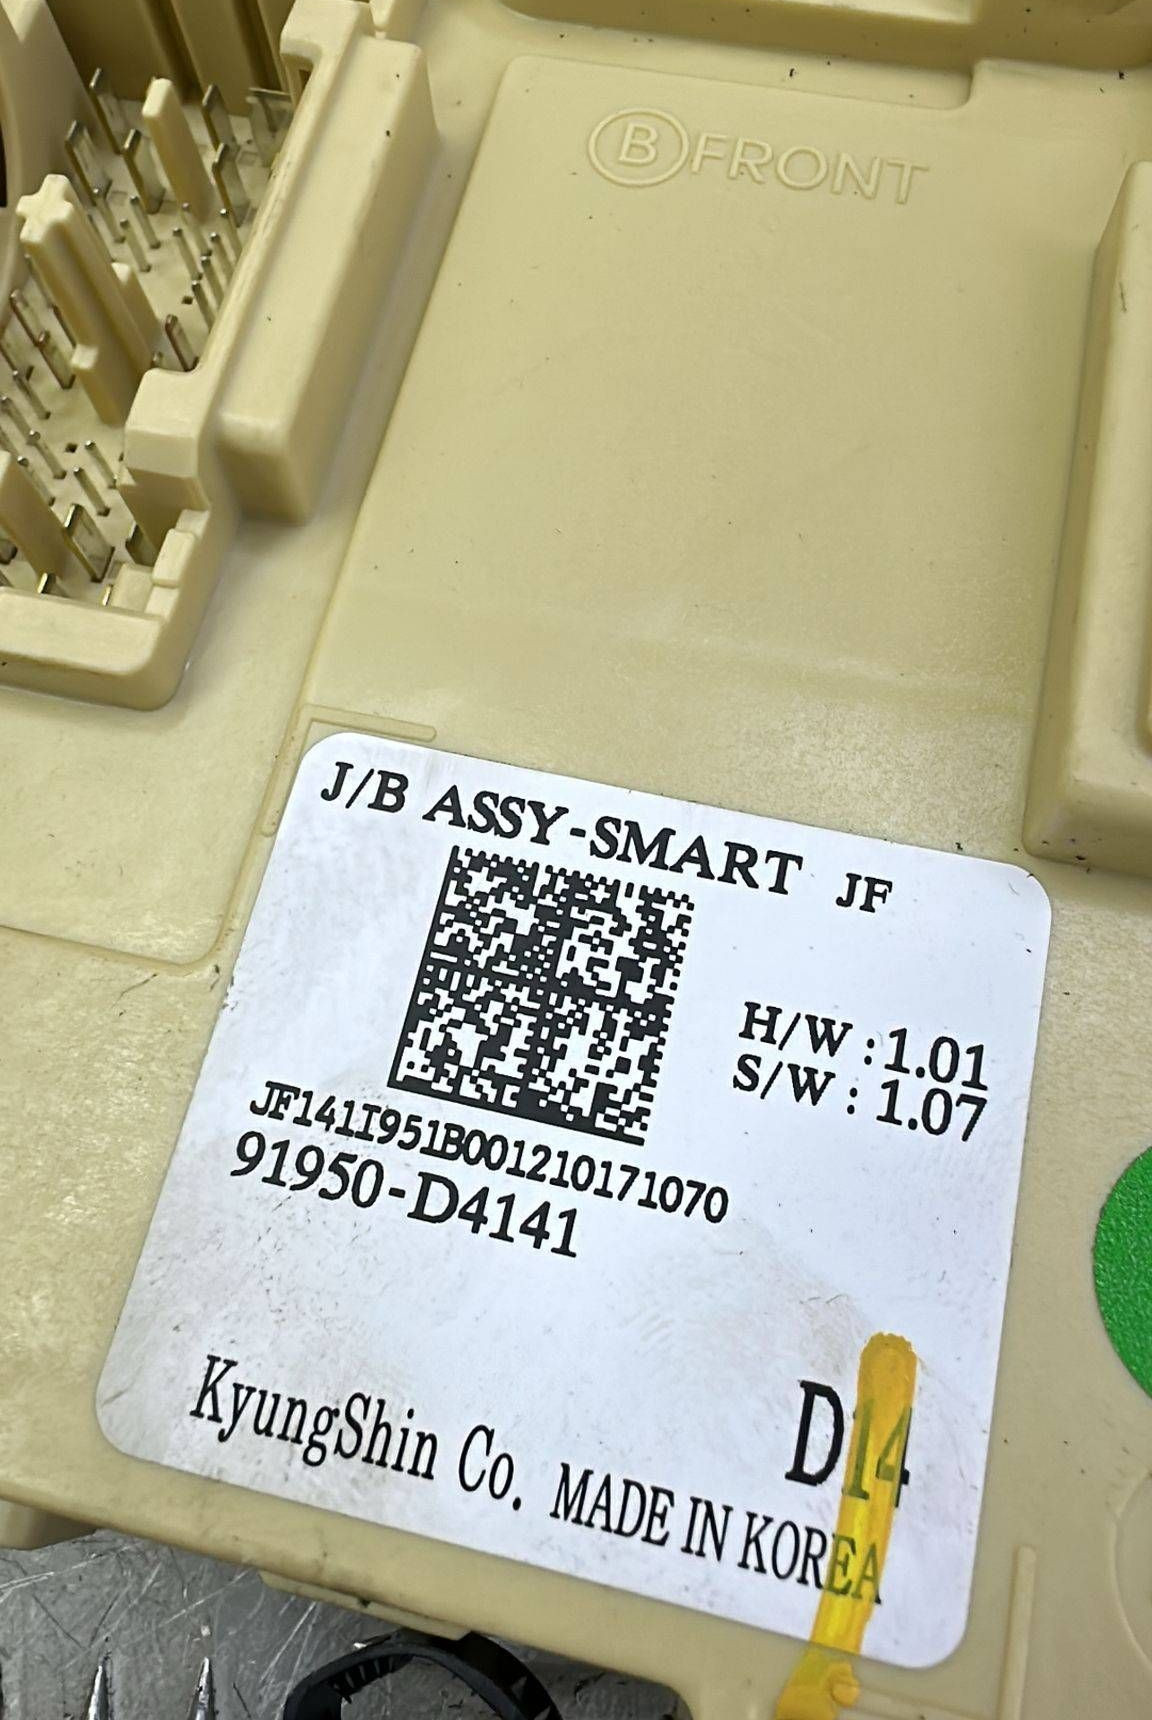 B FRONT
J/B ASSY-SMART JF
H/W : 1.01
S/W : 1.07
JF141I951B001210171070
91950-D4141
D14
KyungShin Co. MADE IN KOREA